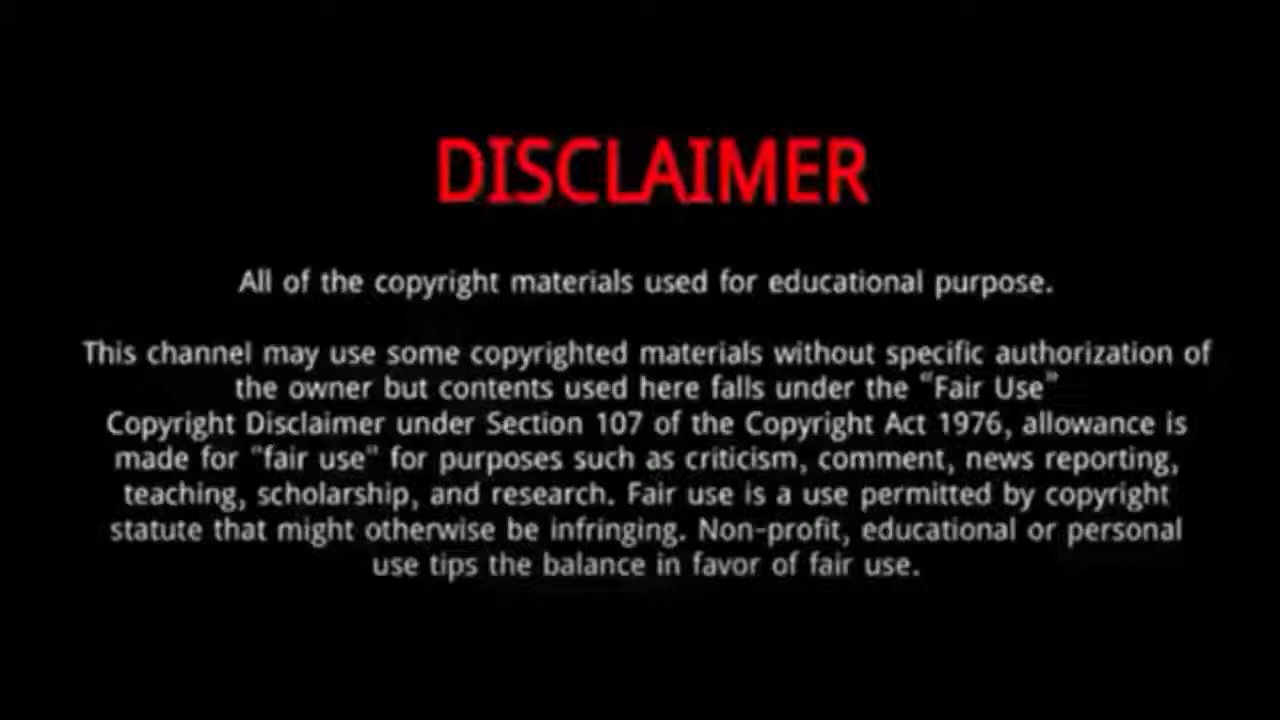 DISCLAIMER
All of the copyright materials used for educational purpose.
This channel may use some copyrighted materials without specific authorization of
the owner but contents used here falls under the “Fair Use”
Copyright Disclaimer under Section 107 of the Copyright Act 1976, allowance is
made for "fair use" for purposes such as criticism, comment, news reporting,
teaching, scholarship, and research. Fair use is a use permitted by copyright
statute that might otherwise be infringing. Non-profit, educational or personal
use tips the balance in favor of fair use.